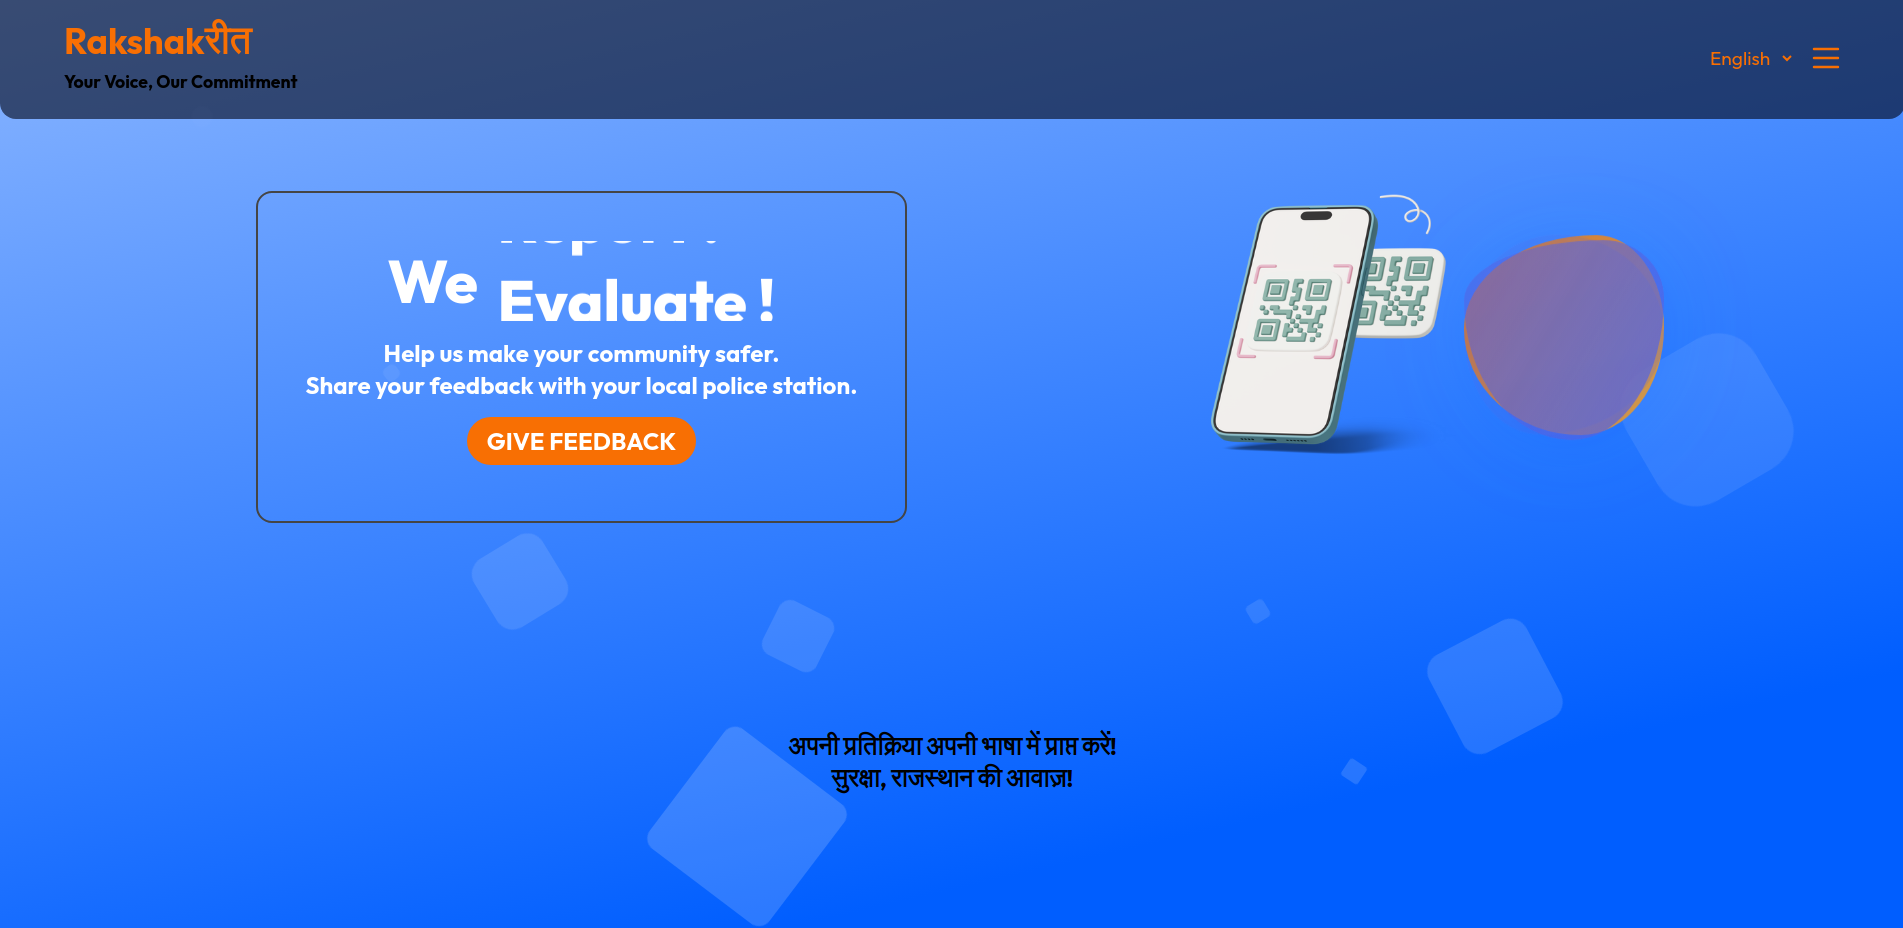 Rakshakरीत
Your Voice, Our Commitment
English
We Evaluate !
Help us make your community safer.
Share your feedback with your local police station.
GIVE FEEDBACK
अपनी प्रतिक्रिया अपनी भाषा में प्राप्त करें!
सुरक्षा, राजस्थान की आवाज़!